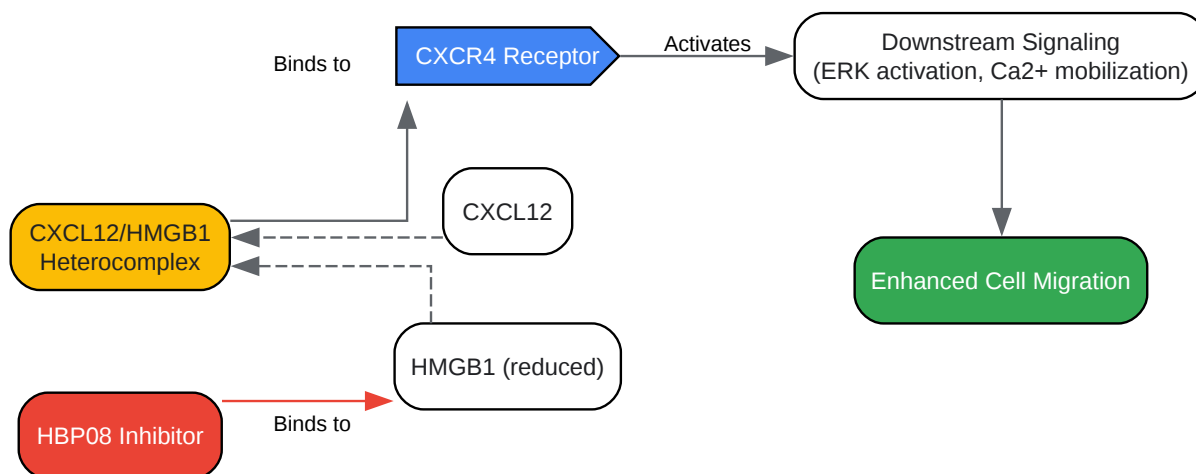 Binds to
CXCR4 Receptor
Activates
Downstream Signaling
(ERK activation, Ca2+ mobilization)
CXCL12/HMGB1
Heterocomplex
CXCL12
Enhanced Cell Migration
HMGB1 (reduced)
HBP08 Inhibitor
Binds to